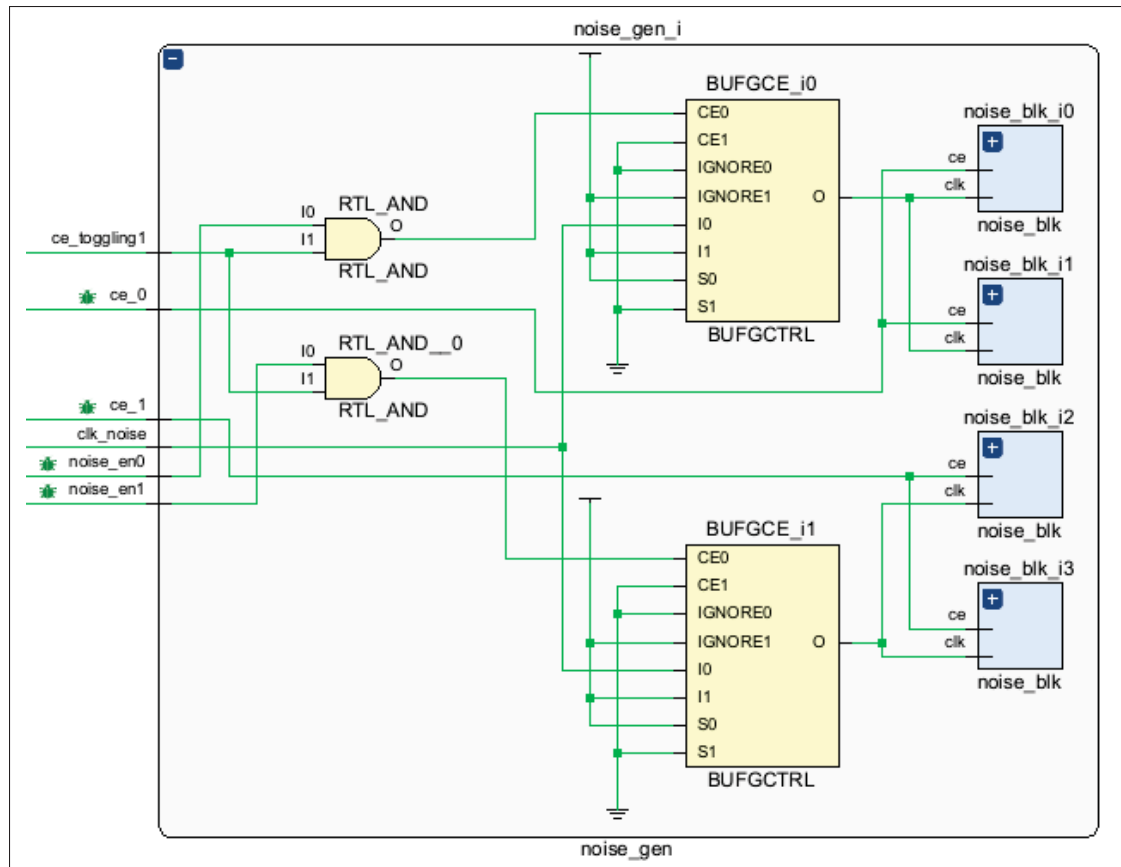 noise_gen_i
ce_toggling1
ce_0
ce_1
clk_noise
noise_en0
noise_en1
RTL_AND
I0
I1
O
RTL_AND
RTL_AND__0
I0
I1
O
RTL_AND
BUFGCE_i0
CE0
CE1
IGNORE0
IGNORE1
O
I0
I1
S0
S1
BUFGCTRL
BUFGCE_i1
CE0
CE1
IGNORE0
IGNORE1
O
I0
I1
S0
S1
BUFGCTRL
noise_blk_i0
ce
clk
noise_blk
noise_blk_i1
ce
clk
noise_blk
noise_blk_i2
ce
clk
noise_blk
noise_blk_i3
ce
clk
noise_blk
noise_gen